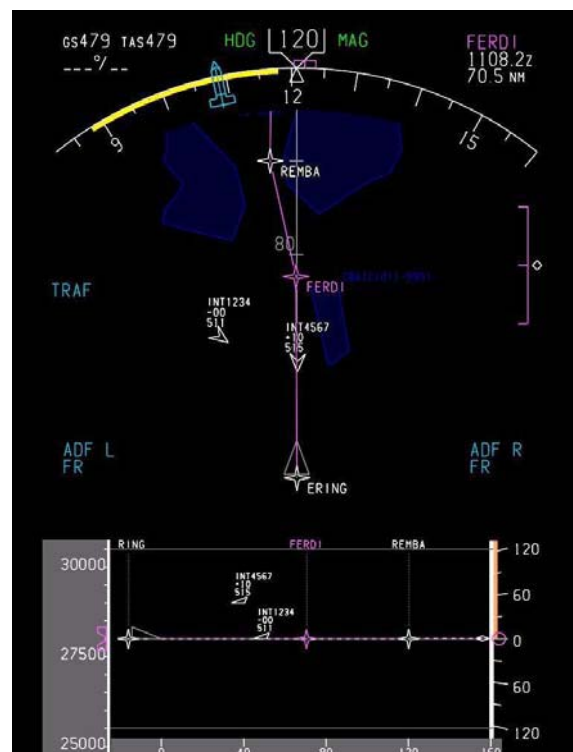 GS479 TAS479
---°/--
HDG 120 MAG
FERDI
1108.2Z
70.5 NM
9
12
15
REMBA
80
FERDI
TRAF
INT1234
-00
511
INT4567
+10
515
ADF L
FR
ADF R
FR
ERING
RING
FERDI
REMBA
30000
27500
25000
INT4567
+10
515
INT1234
-00
511
120
60
0
60
120
0
40
80
120
160